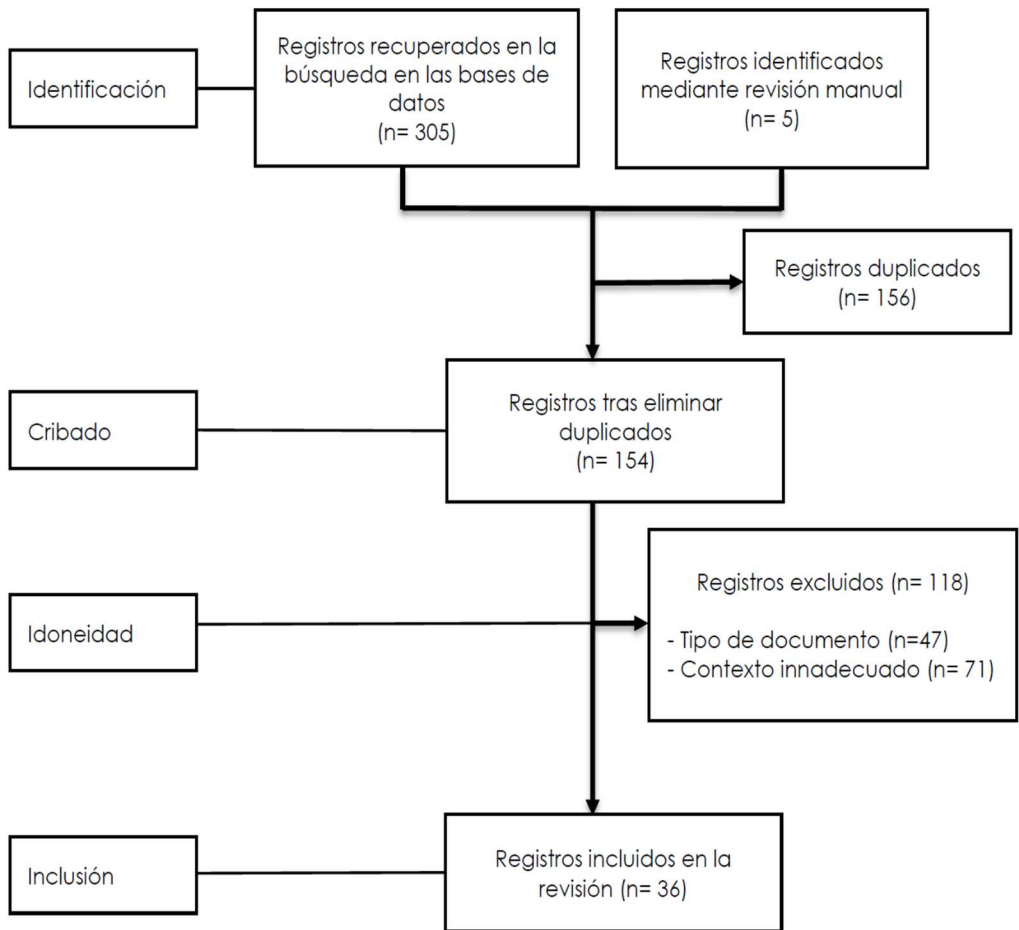 Identificación
Registros recuperados en la
búsqueda en las bases de
datos
(n= 305)
Registros identificados
mediante revisión manual
(n= 5)
Registros duplicados
(n= 156)
Cribado
Registros tras eliminar
duplicados
(n= 154)
Idoneidad
Registros excluidos (n= 118)
- Tipo de documento (n=47)
- Contexto innadecuado (n= 71)
Inclusión
Registros incluidos en la
revisión (n= 36)